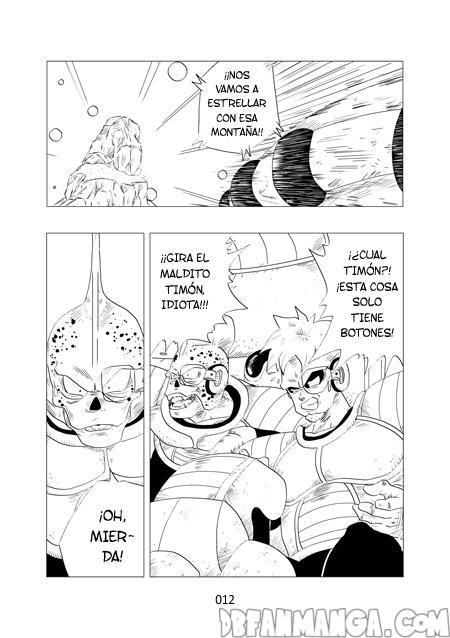 ¡¡NOS
VAMOS A
ESTRELLAR
CON ESA
MONTAÑA!!
¡¡GIRA EL
MALDITO
TIMÓN,
IDIOTA!!!
¡¿CUAL
TIMÓN?!
¡ESTA COSA
SOLO
TIENE
BOTONES!
¡OH,
MIER-
DA!
012
DBFANMANGA.COM